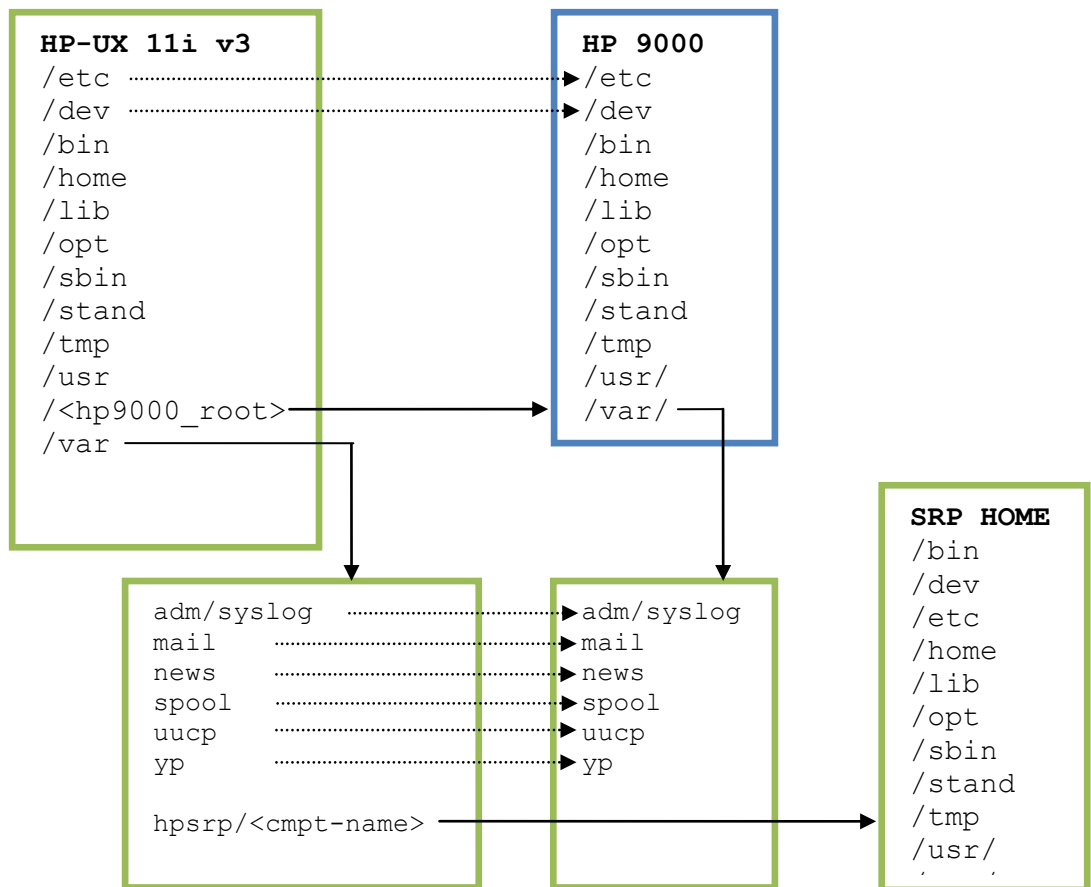 HP-UX 11i v3
/etc
/dev
/bin
/home
/lib
/opt
/sbin
/stand
/tmp
/usr
/<hp9000_root>
/var
HP 9000
/etc
/dev
/bin
/home
/lib
/opt
/sbin
/stand
/tmp
/usr/
/var/
adm/syslog
mail
news
spool
uucp
yp
hpsrp/<cmpt-name>
adm/syslog
mail
news
spool
uucp
yp
SRP HOME
/bin
/dev
/etc
/home
/lib
/opt
/sbin
/stand
/tmp
/usr/